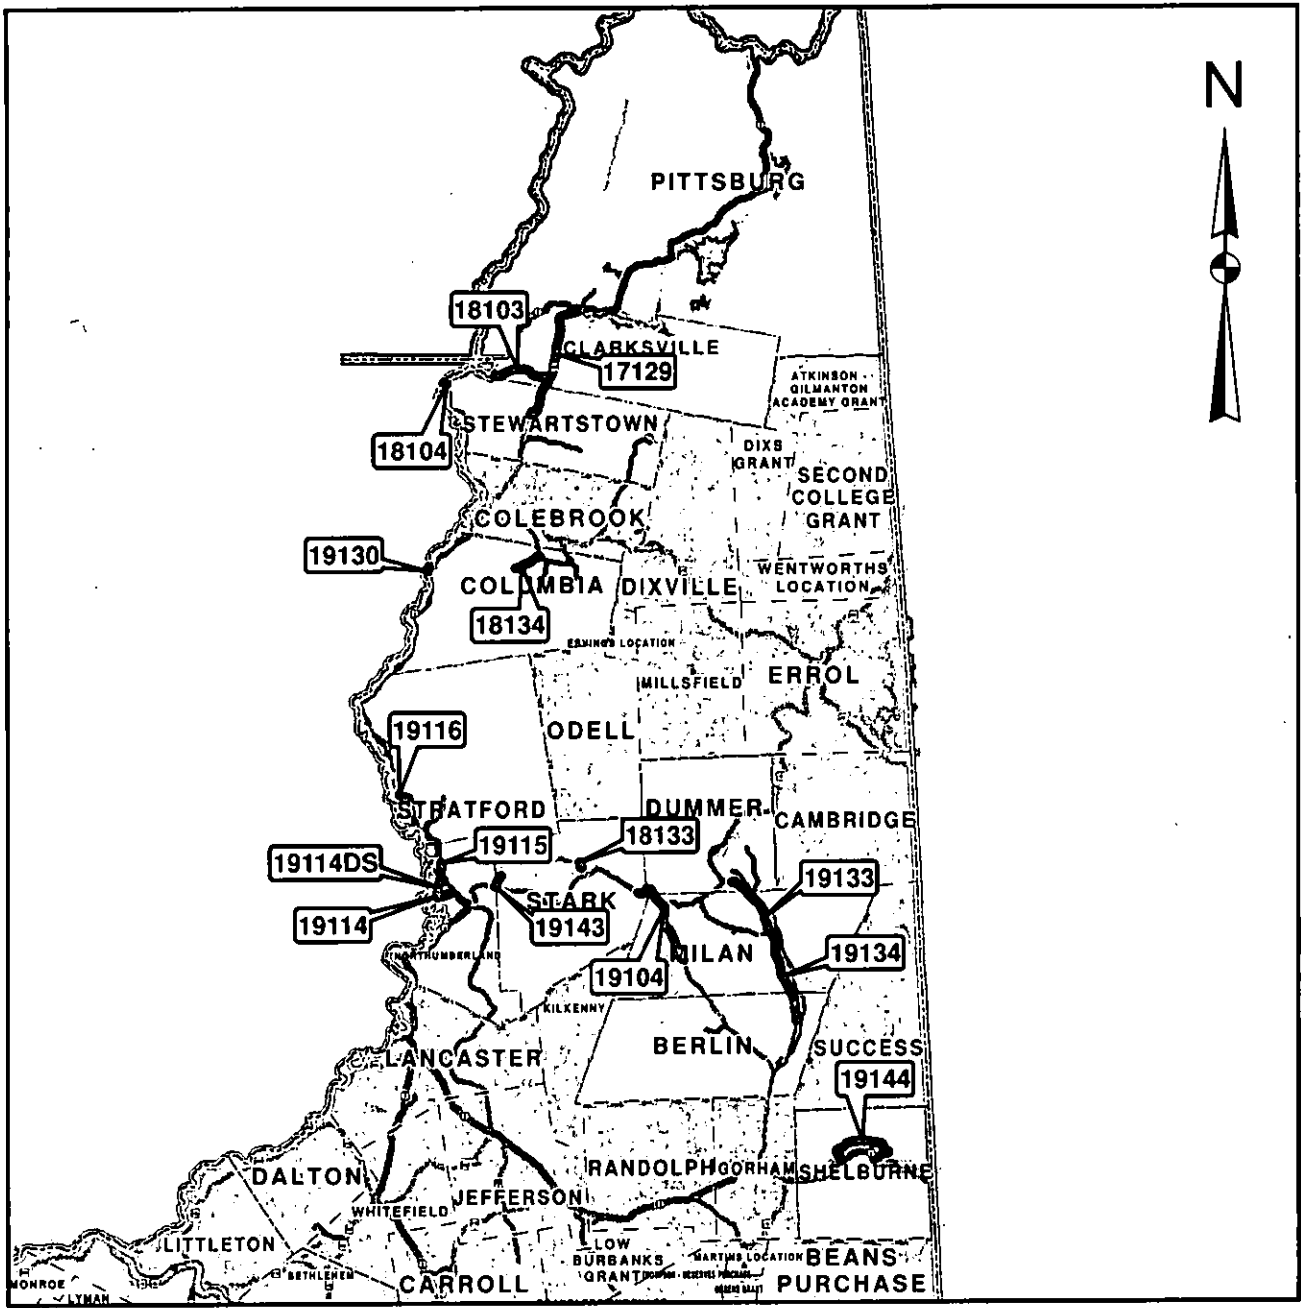 N
PITTSBURG
18103
CLARKSVILLE
17129
ATKINSON -
GILMANTON
ACADEMY GRANT
STEWARTSTOWN
18104
DIXS
GRANT
SECOND
COLLEGE
GRANT
COLEBROOK
19130
WENTWORTHS
LOCATION
COLUMBIA
DIXVILLE
18134
ERVINGS LOCATION
ERROL
MILLSFIELD
19116
ODELL
STRATFORD
DUMMER
CAMBRIDGE
18133
19115
19114DS
19133
STARK
19114
19143
NORTHUMBERLAND
MILAN
19134
19104
KILKENNY
BERLIN
SUCCESS
LANCASTER
19144
RANDOLPH
GORHAM
SHELBURNE
DALTON
JEFFERSON
WHITEFIELD
LITTLETON
LOW
BURBANKS
GRANT
MARTINS LOCATION
BEANS
PURCHASE
BETHLEHEM
CARROLL
MONROE
LYMAN